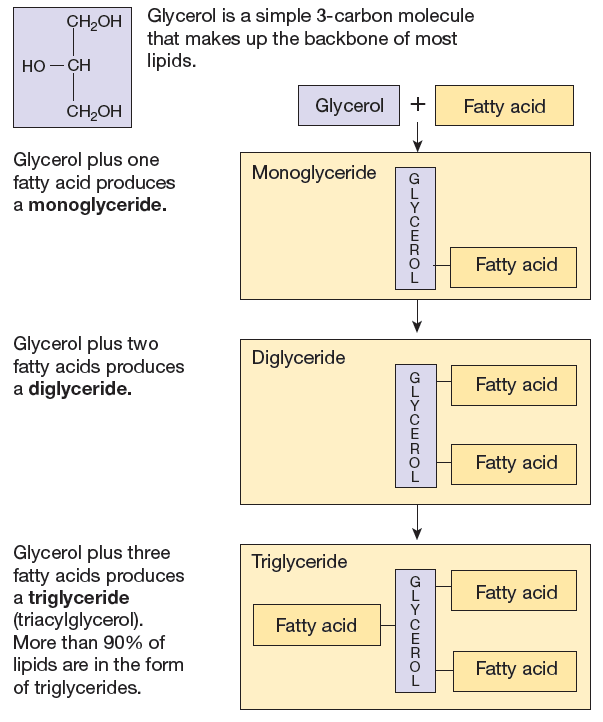 CH₂OH
HO — CH
CH₂OH
Glycerol is a simple 3-carbon molecule
that makes up the backbone of most
lipids.
Glycerol + Fatty acid
Glycerol plus one
fatty acid produces
a monoglyceride.
Monoglyceride
GLYCEROL
Fatty acid
Glycerol plus two
fatty acids produces
a diglyceride.
Diglyceride
GLYCEROL
Fatty acid
Fatty acid
Glycerol plus three
fatty acids produces
a triglyceride
(triacylglycerol).
More than 90% of
lipids are in the form
of triglycerides.
Triglyceride
Fatty acid
GLYCEROL
Fatty acid
Fatty acid